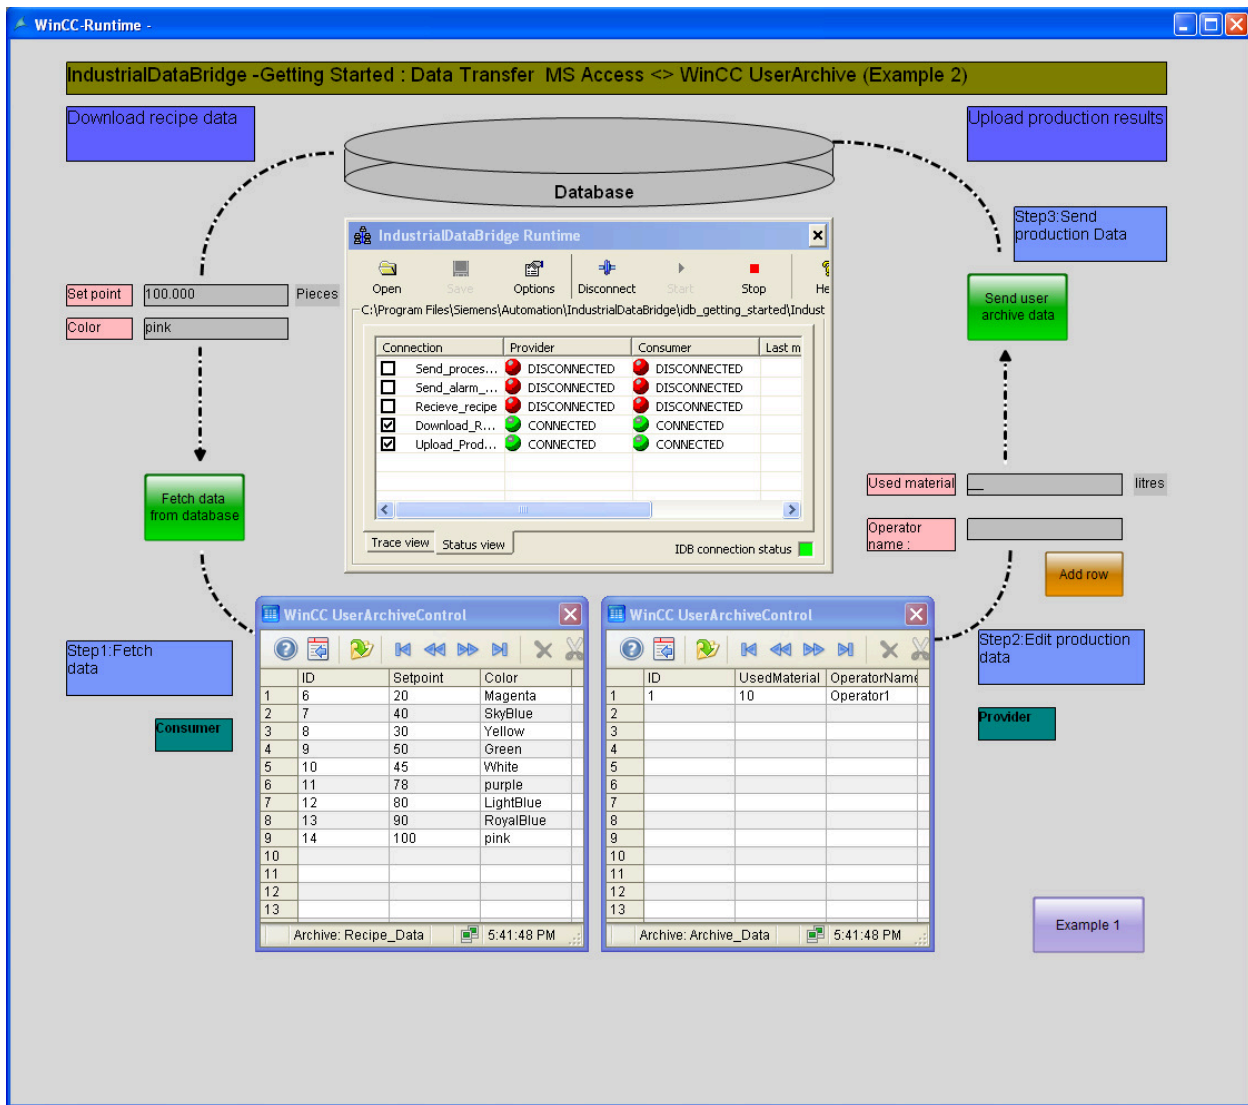 WinCC-Runtime -
IndustrialDataBridge -Getting Started : Data Transfer  MS Access <> WinCC UserArchive (Example 2)
Download recipe data
Upload production results
Database
Step3:Send
production Data
IndustrialDataBridge Runtime
Open Save Options Disconnect Start Stop He
C:\Program Files\Siemens\Automation\IndustrialDataBridge\idb_getting_started\Indust
Set point 100.000 Pieces
Color pink
Send user
archive data
Connection Provider Consumer Last m
Send_proces... DISCONNECTED DISCONNECTED
Send_alarm_... DISCONNECTED DISCONNECTED
Recieve_recipe DISCONNECTED DISCONNECTED
Download_R... CONNECTED CONNECTED
Upload_Prod... CONNECTED CONNECTED
Trace view Status view IDB connection status
Fetch data
from database
Used material __ litres
Operator
name :
Add row
Step1:Fetch
data
Consumer
WinCC UserArchiveControl
ID Setpoint Color
1 6 20 Magenta
2 7 40 SkyBlue
3 8 30 Yellow
4 9 50 Green
5 10 45 White
6 11 78 purple
7 12 80 LightBlue
8 13 90 RoyalBlue
9 14 100 pink
10
11
12
13
Archive: Recipe_Data 5:41:48 PM
WinCC UserArchiveControl
ID UsedMaterial OperatorName
1 1 10 Operator1
2
3
4
5
6
7
8
9
10
11
12
13
Archive: Archive_Data 5:41:48 PM
Step2:Edit production
data
Provider
Example 1